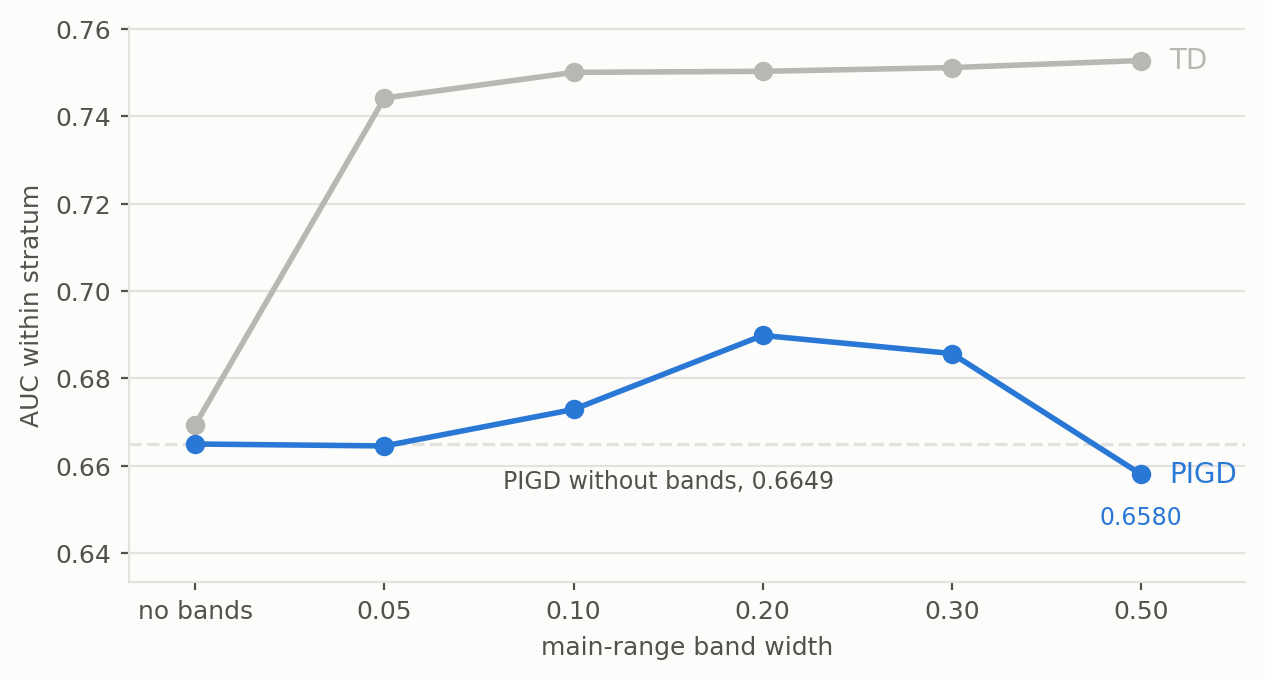 0.76
TD
0.74
0.72
0.70
0.68
0.66
0.64
AUC within stratum
PIGD without bands, 0.6649
PIGD
0.6580
no bands 0.05 0.10 0.20 0.30 0.50
main-range band width